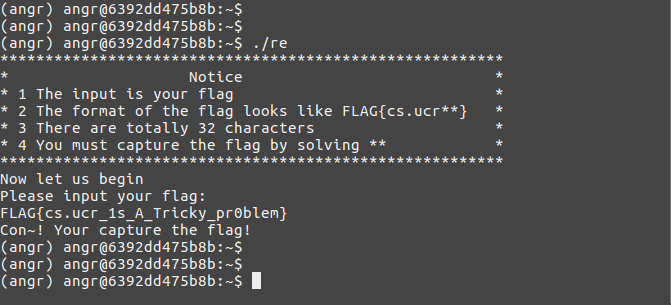 (angr) angr@6392dd475b8b:~$
(angr) angr@6392dd475b8b:~$
(angr) angr@6392dd475b8b:~$ ./re
********************************************************
* Notice *
* 1 The input is your flag *
* 2 The format of the flag looks like FLAG{cs.ucr**} *
* 3 There are totally 32 characters *
* 4 You must capture the flag by solving ** *
********************************************************
Now let us begin
Please input your flag:
FLAG{cs.ucr_1s_A_Tricky_pr0blem}
Con~! Your capture the flag!
(angr) angr@6392dd475b8b:~$
(angr) angr@6392dd475b8b:~$
(angr) angr@6392dd475b8b:~$